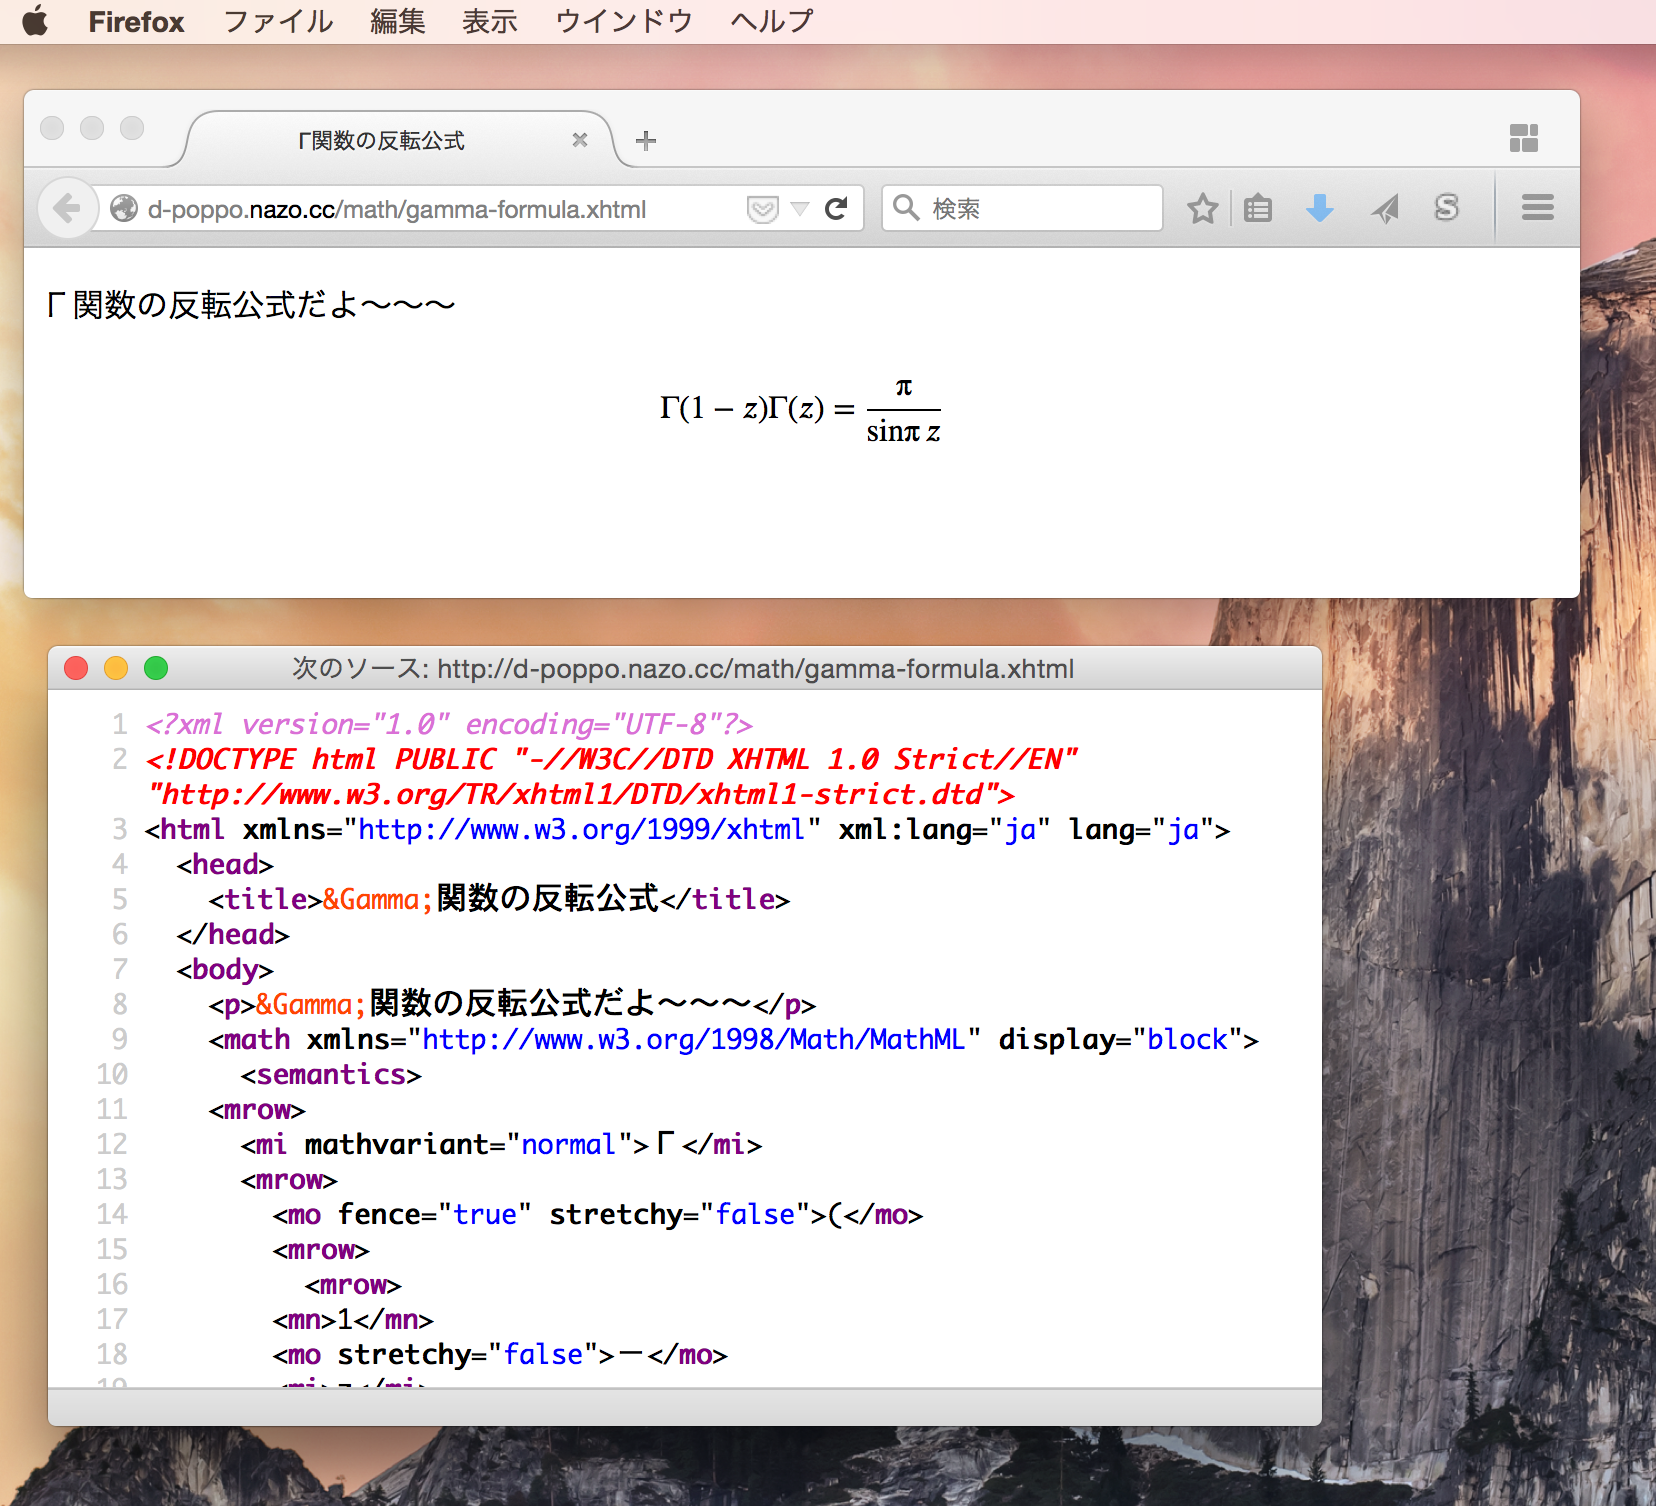 Firefox ファイル 編集 表示 ウインドウ ヘルプ
Γ関数の反転公式
d-poppo.nazo.cc/math/gamma-formula.xhtml
検索
S
Γ関数の反転公式だよ〜〜〜
Γ(1 − z)Γ(z) = π / sinπ z
次のソース: http://d-poppo.nazo.cc/math/gamma-formula.xhtml
1 <?xml version="1.0" encoding="UTF-8"?>
2 <!DOCTYPE html PUBLIC "-//W3C//DTD XHTML 1.0 Strict//EN"
"http://www.w3.org/TR/xhtml1/DTD/xhtml1-strict.dtd">
3 <html xmlns="http://www.w3.org/1999/xhtml" xml:lang="ja" lang="ja">
4 <head>
5 <title>&Gamma;関数の反転公式</title>
6 </head>
7 <body>
8 <p>&Gamma;関数の反転公式だよ〜〜〜</p>
9 <math xmlns="http://www.w3.org/1998/Math/MathML" display="block">
10 <semantics>
11 <mrow>
12 <mi mathvariant="normal">Γ</mi>
13 <mrow>
14 <mo fence="true" stretchy="false">(</mo>
15 <mrow>
16 <mrow>
17 <mn>1</mn>
18 <mo stretchy="false">−</mo>
19 <mi>z</mi>